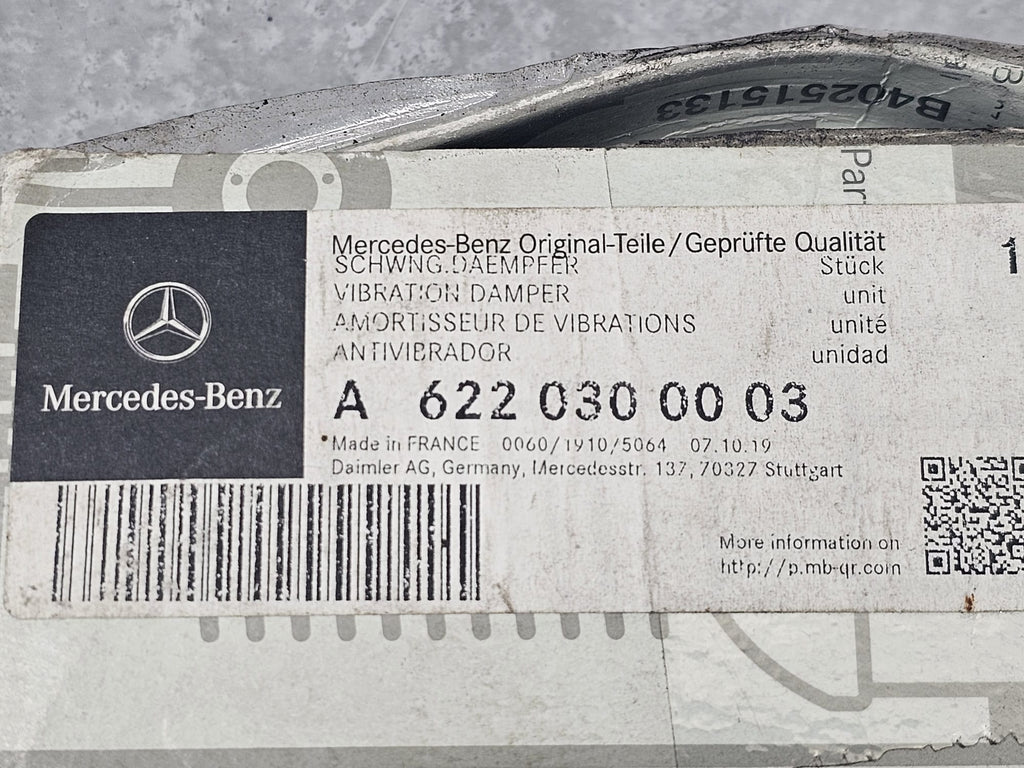 B402515133
Par
Mercedes-Benz Original-Teile/Geprüfte Qualität
SCHWNG.DAEMPFER Stück 1
VIBRATION DAMPER unit
AMORTISSEUR DE VIBRATIONS unité
ANTIVIBRADOR unidad
Mercedes-Benz
A 622 030 00 03
Made in FRANCE 0060/1910/5064 07.10.19
Daimler AG, Germany, Mercedesstr. 137, 70327 Stuttgart
More information on
http://p.mb-qr.com